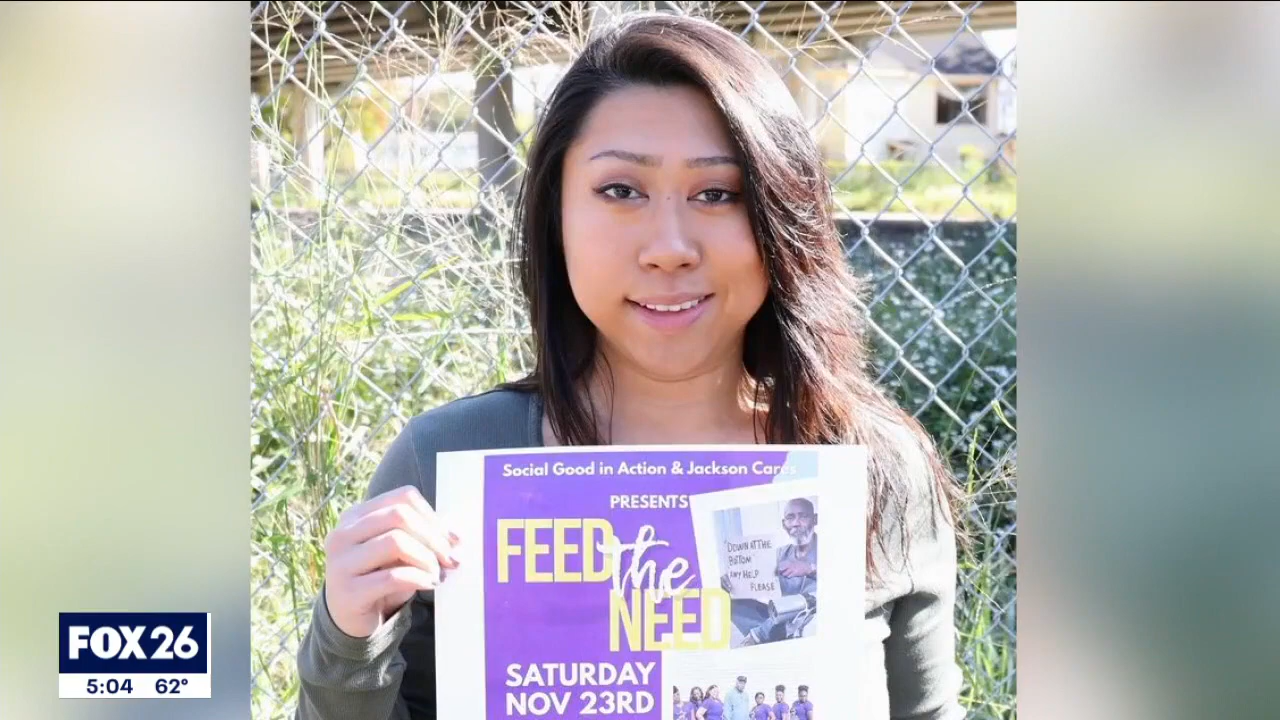 Social Good in Action & Jackson Cares
PRESENTS
FEED
the
NEED
"DOWN AT THE
BOTTOM
ANY HELP
PLEASE
SATURDAY
NOV 23RD
FOX 26
5:04 62°